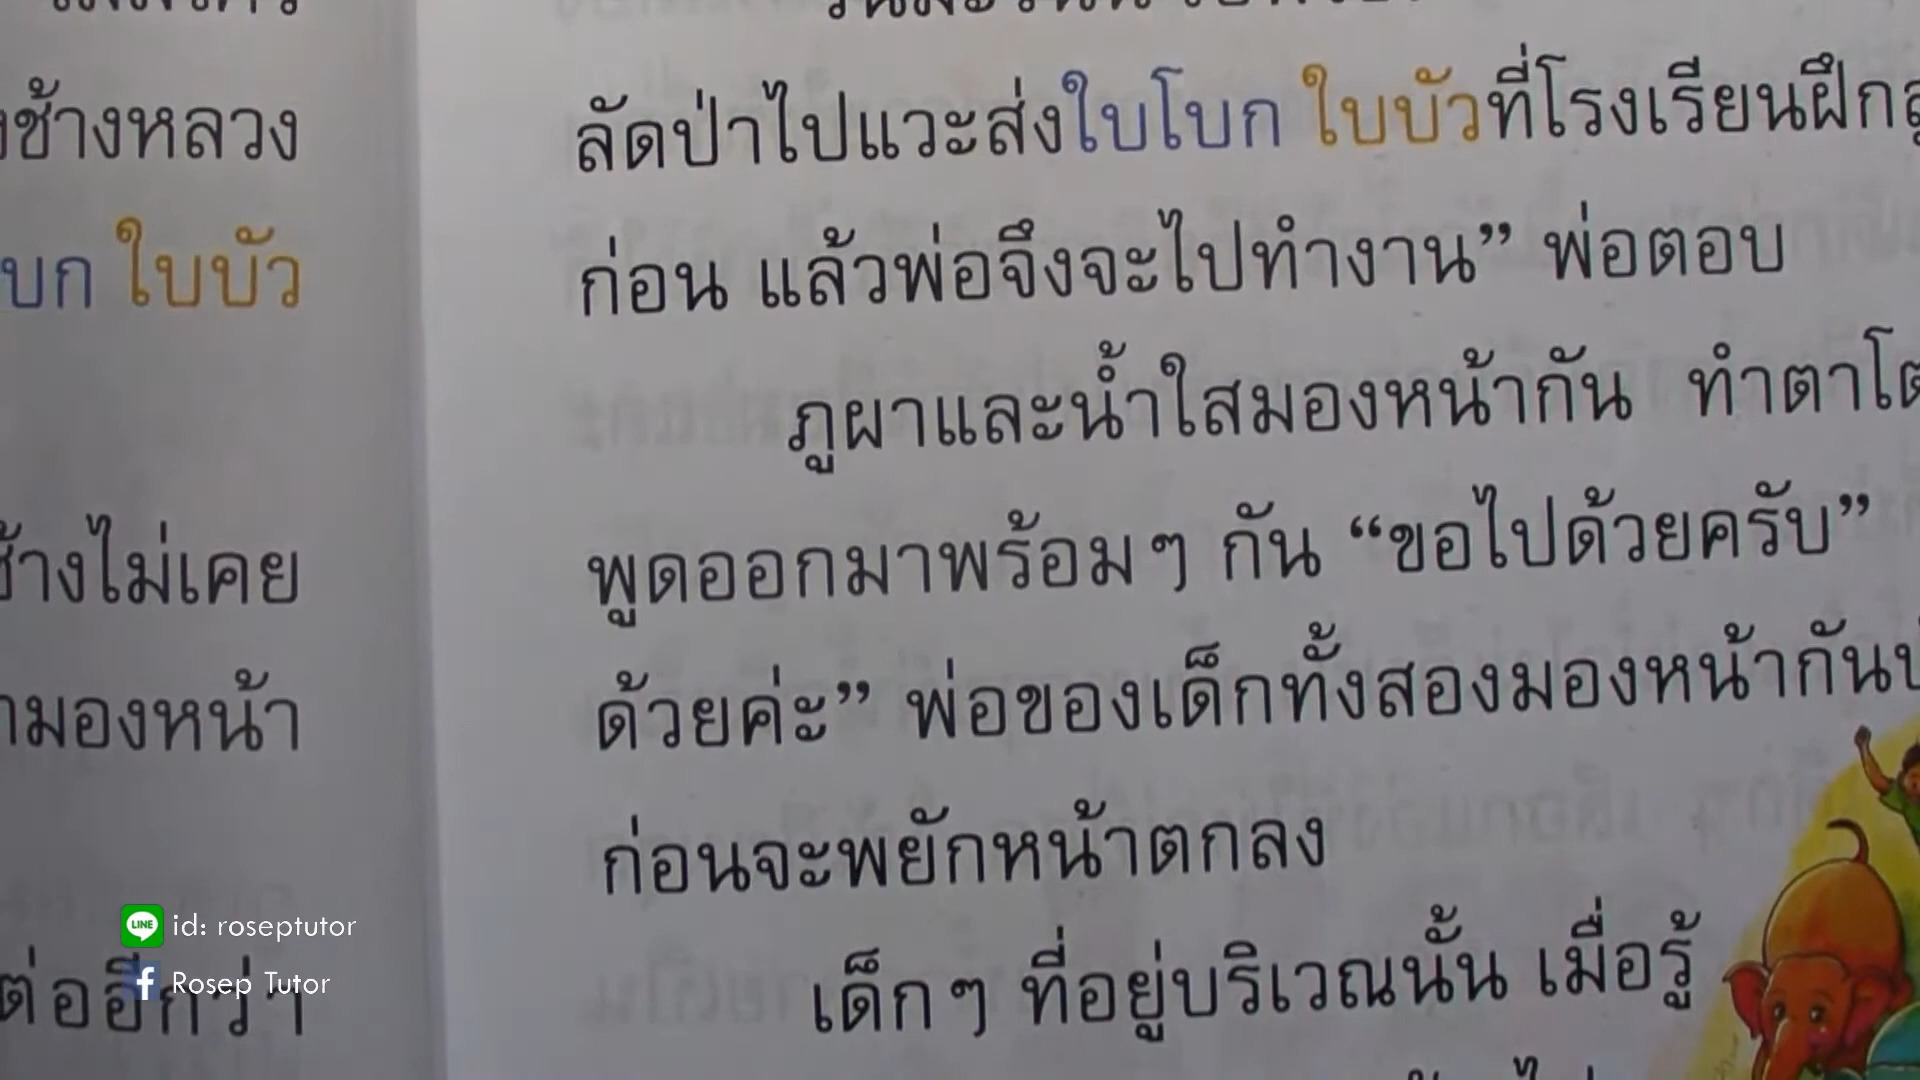 ช้างหลวง
บก ใบบัว
ช้างไม่เคย
มองหน้า
ต่ออีกว่า
ลัดป่าไปแวะส่งใบโบก ใบบัวที่โรงเรียนฝึก
ก่อน แล้วพ่อจึงจะไปทำงาน” พ่อตอบ
ภูผาและน้ำใสมองหน้ากัน ทำตาโต
พูดออกมาพร้อมๆ กัน “ขอไปด้วยครับ”
ด้วยค่ะ” พ่อของเด็กทั้งสองมองหน้ากัน
ก่อนจะพยักหน้าตกลง
เด็กๆ ที่อยู่บริเวณนั้น เมื่อรู้
LINE id: roseptutor
f Rosep Tutor